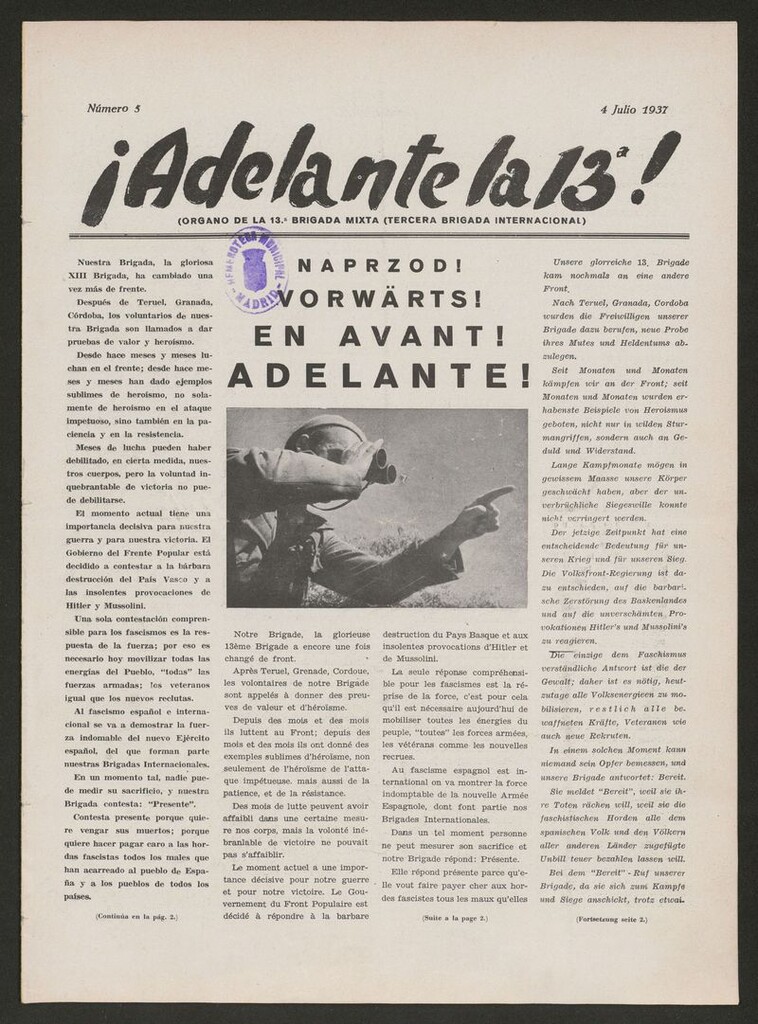 Número 5
4 Julio 1937
¡Adelante la 13ª!
(ORGANO DE LA 13.ª BRIGADA MIXTA (TERCERA BRIGADA INTERNACIONAL)
HEMEROTECA MUNICIPAL
MADRID
Nuestra Brigada, la gloriosa
XIII Brigada, ha cambiado una
vez más de frente.
Después de Teruel, Granada,
Córdoba, los voluntarios de nues-
tra Brigada son llamados a dar
pruebas de valor y heroísmo.
Desde hace meses y meses lu-
chan en el frente; desde hace me-
ses y meses han dado ejemplos
sublimes de heroísmo, no sola-
mente de heroísmo en el ataque
impetuoso, sino también en la pa-
ciencia y en la resistencia.
Meses de lucha pueden haber
debilitado, en cierta medida, nues-
tros cuerpos, pero la voluntad in-
quebrantable de victoria no pue-
de debilitarse.
El momento actual tiene una
importancia decisiva para nuestra
guerra y para nuestra victoria. El
Gobierno del Frente Popular está
decidido a contestar a la bárbara
destrucción del País Vasco y a
las insolentes provocaciones de
Hitler y Mussolini.
Una sola contestación compren-
sible para los fascismos es la res-
puesta de la fuerza; por eso es
necesario hoy movilizar todas las
energías del Pueblo, "todas" las
fuerzas armadas; los veteranos
igual que los nuevos reclutas.
Al fascismo español e interna-
cional se va a demostrar la fuer-
za indomable del nuevo Ejército
español, del que forman parte
nuestras Brigadas Internacionales.
En un momento tal, nadie pue-
de medir su sacrificio, y nuestra
Brigada contesta: "Presente".
Contesta presente porque quie-
re vengar sus muertos; porque
quiere hacer pagar caro a las hor-
das fascistas todos los males que
han acarreado al pueblo de Espa-
ña y a los pueblos de todos los
países.
(Continúa en la pág. 2.)
NAPRZOD!
VORWÄRTS!
EN AVANT!
ADELANTE!
Notre Brigade, la glorieuse
13ème Brigade a encore une fois
changé de front.
Après Teruel, Grenade, Cordoue,
les volontaires de notre Brigade
sont appelés à donner des preu-
ves de valeur et d'héroïsme.
Depuis des mois et des mois
ils luttent au Front; depuis des
mois et des mois ils ont donné des
exemples sublimes d'héroïsme, non
seulement de l'héroïsme de l'atta-
que impétueuse. mais aussi de la
patience, et de la résistance.
Des mois de lutte peuvent avoir
affaibli dans une certaine mesu-
re nos corps, mais la volonté iné-
branlable de victoire ne pouvait
pas s'affaiblir.
Le moment actuel a une impor-
tance décisive pour notre guerre
et pour notre victoire. Le Gou-
vernement du Front Populaire est
décidé à répondre à la barbare
destruction du Pays Basque et aux
insolentes provocations d'Hitler et
de Mussolini.
La seule réponse compréhensi-
ble pour les fascismes est la ré-
prise de la force, c'est pour cela
qu'il est nécessaire aujourd'hui de
mobiliser toutes les énergies du
peuple, "toutes" les forces armées,
les vétérans comme les nouvelles
recrues.
Au fascisme espagnol est in-
ternational on va montrer la force
indomptable de la nouvelle Armée
Espagnole, dont font partie nos
Brigades Internationales.
Dans un tel moment personne
ne peut mesurer son sacrifice et
notre Brigade répond: Présente.
Elle répond présente parce qu'e-
lle veut faire payer cher aux hor-
des fascistes tous les maux qu'elles
(Suite a la page 2.)
Unsere glorreiche 13. Brigade
kam nochmals an eine andere
Front.
Nach Teruel, Granada, Cordoba
wurden die Freiwilligen unserer
Brigade dazu berufen, neue Probe
ihres Mutes und Heldentums ab-
zulegen.
Seit Monaten und Monaten
kämpfen wir an der Front; seit
Monaten und Monaten wurden er-
habenste Beispiele von Heroismus
geboten, nicht nur in wilden Stur-
mangriffen, sondern auch an Ge-
duld und Widerstand.
Lange Kampfmonate mögen in
gewissem Maasse unsere Körper
geschwächt haben, aber der un-
verbrüchliche Siegeswille konnte
nicht verringert werden.
Der jetzige Zeitpunkt hat eine
entscheidende Bedeutung für un-
seren Krieg und für unseren Sieg.
Die Volksfront-Regierung ist da-
zu entschieden, auf die barbari-
sche Zerstörung des Baskenlandes
und auf die unverschämten Pro-
vokationen Hitler's und Mussolini's
zu reagieren.
Die einzige dem Faschismus
verständliche Antwort ist die der
Gewalt; daher ist es nötig, heut-
zutage alle Volksenergieen zu mo-
bilisieren, restlich alle be-
waffneten Kräfte, Veteranen wie
auch neue Rekruten.
In einem solchen Moment kann
niemand sein Opfer bemessen, und
unsere Brigade antwortet: Bereit.
Sie meldet "Bereit", weil sie ih-
re Toten rächen will, weil sie die
faschistischen Horden alle dem
spanischen Volk und den Völkern
aller anderen Länder zugefügte
Unbill teuer bezahlen lassen will.
Bei dem "Bereit"-Ruf unserer
Brigade, da sie sich zum Kampfe
und Siege anschickt, trotz etwai.
(Fortsetzung seite 2.)